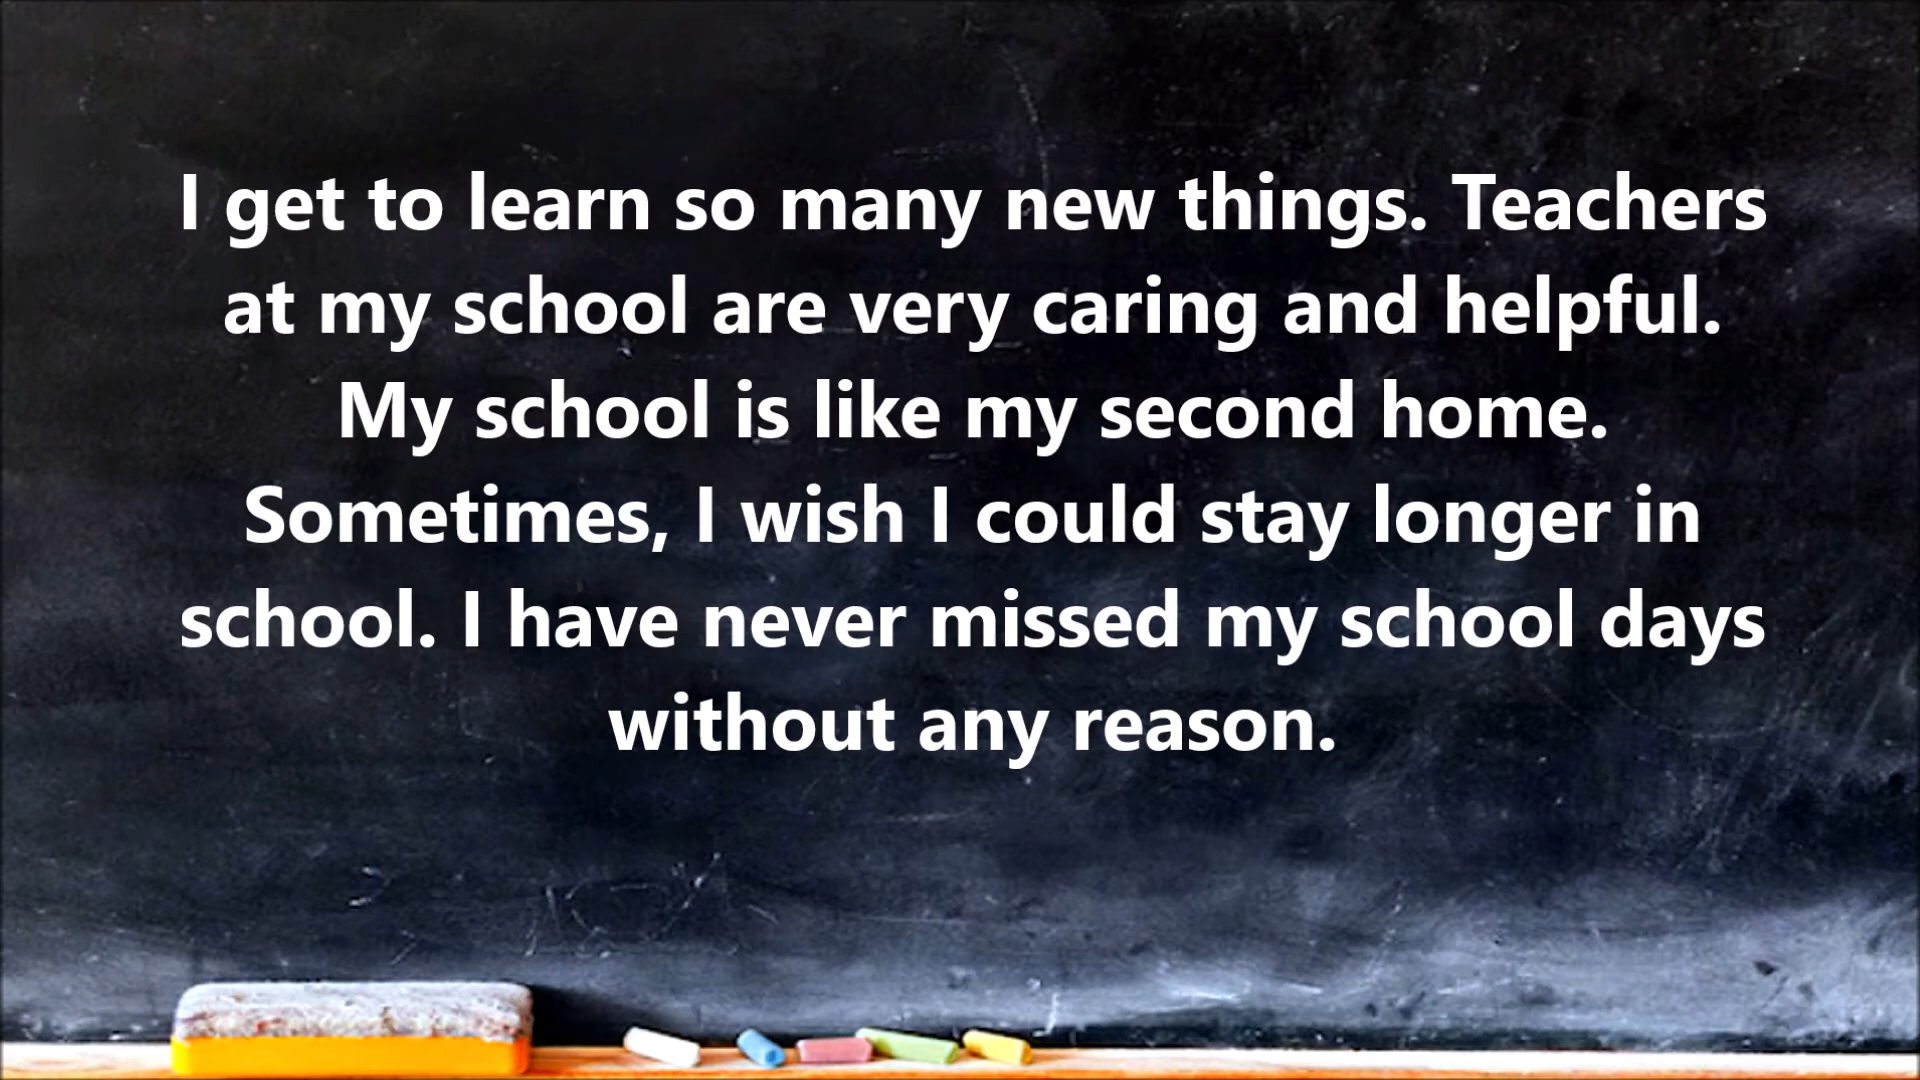 I get to learn so many new things. Teachers
at my school are very caring and helpful.
My school is like my second home.
Sometimes, I wish I could stay longer in
school. I have never missed my school days
without any reason.